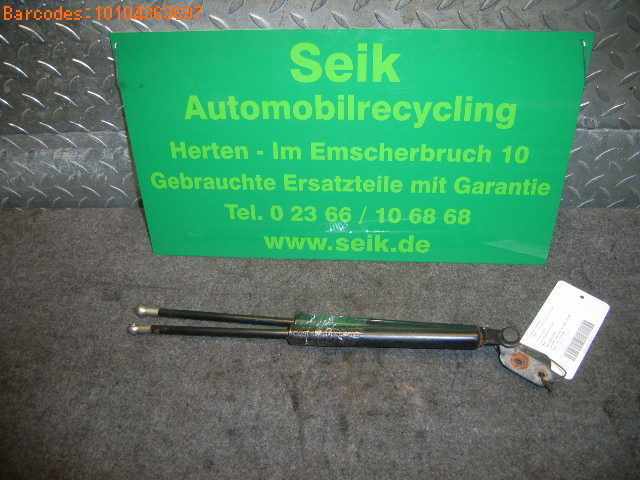 Barcodes:10104363637
Seik
Automobilrecycling
Herten - Im Emscherbruch 10
Gebrauchte Ersatzteile mit Garantie
Tel. 0 23 66 / 10 68 68
www.seik.de